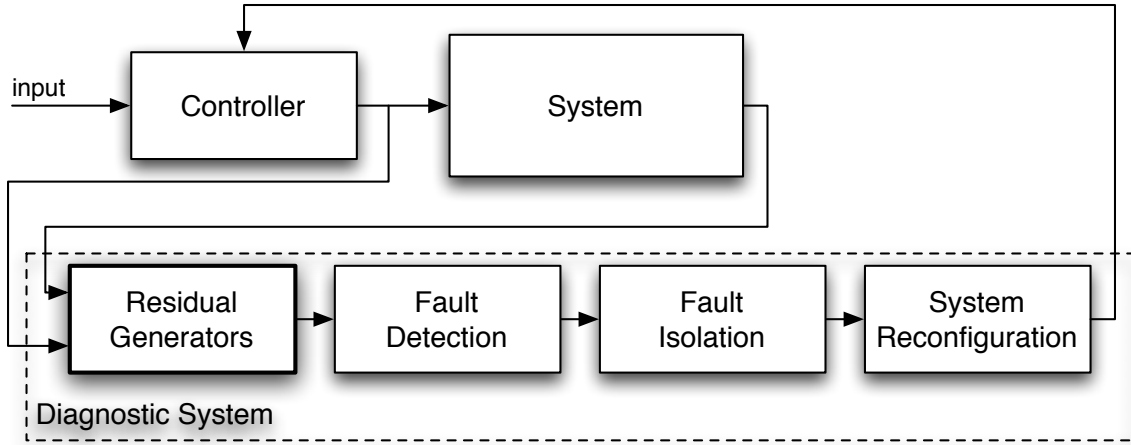 input
Controller
System
Residual
Generators
Fault
Detection
Fault
Isolation
System
Reconfiguration
Diagnostic System